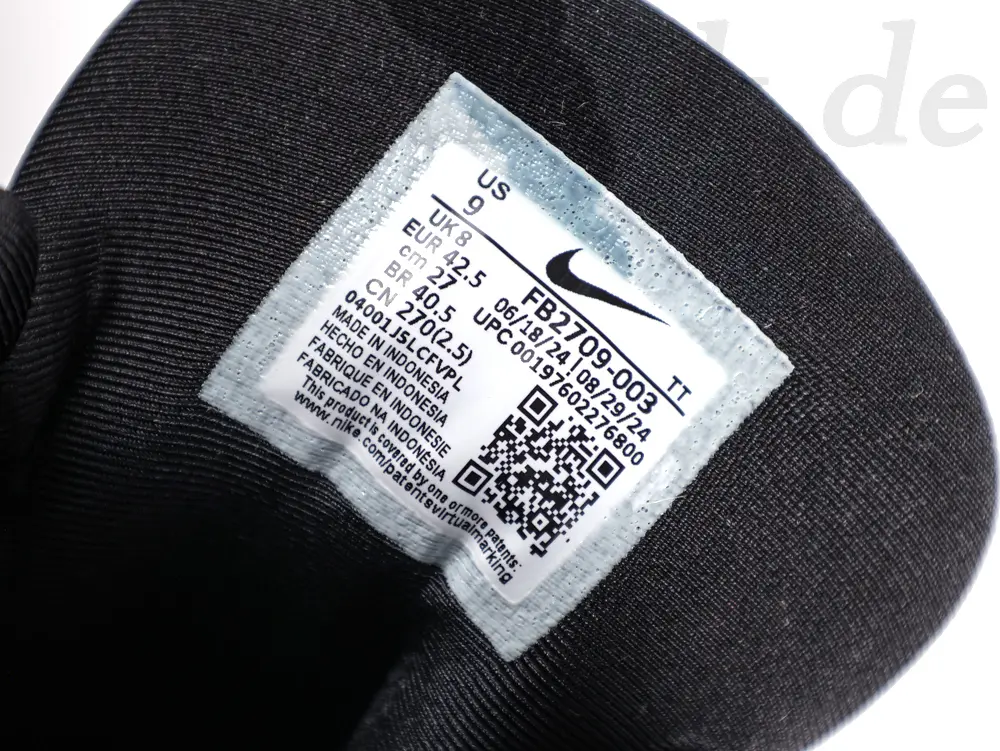 US
9
UK 8
EUR 42.5
cm 27
BR 40.5
CN 270(2.5)
FB2709-003 TT
06/18/24 | 08/29/24
UPC 00197602276800
04001JSLCFVPL
MADE IN INDONESIA
HECHO EN INDONESIA
FABRIQUE EN INDONESIE
FABRICADO NA INDONÉSIA
This product is covered by one or more patents:
www.nike.com/patentsvirtualmarking
de